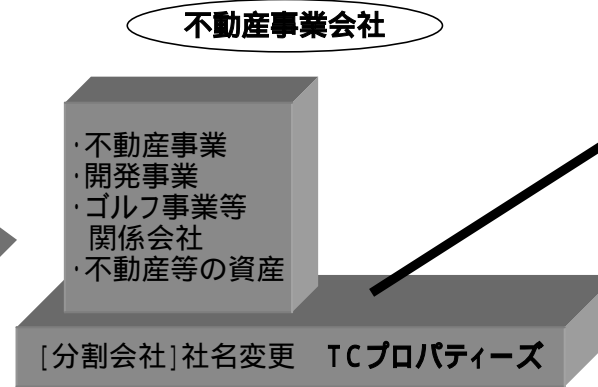 不動産事業会社
·不動産事業
·開発事業
·ゴルフ事業等
関係会社
·不動産等の資産
[分割会社]社名変更　TCプロパティーズ